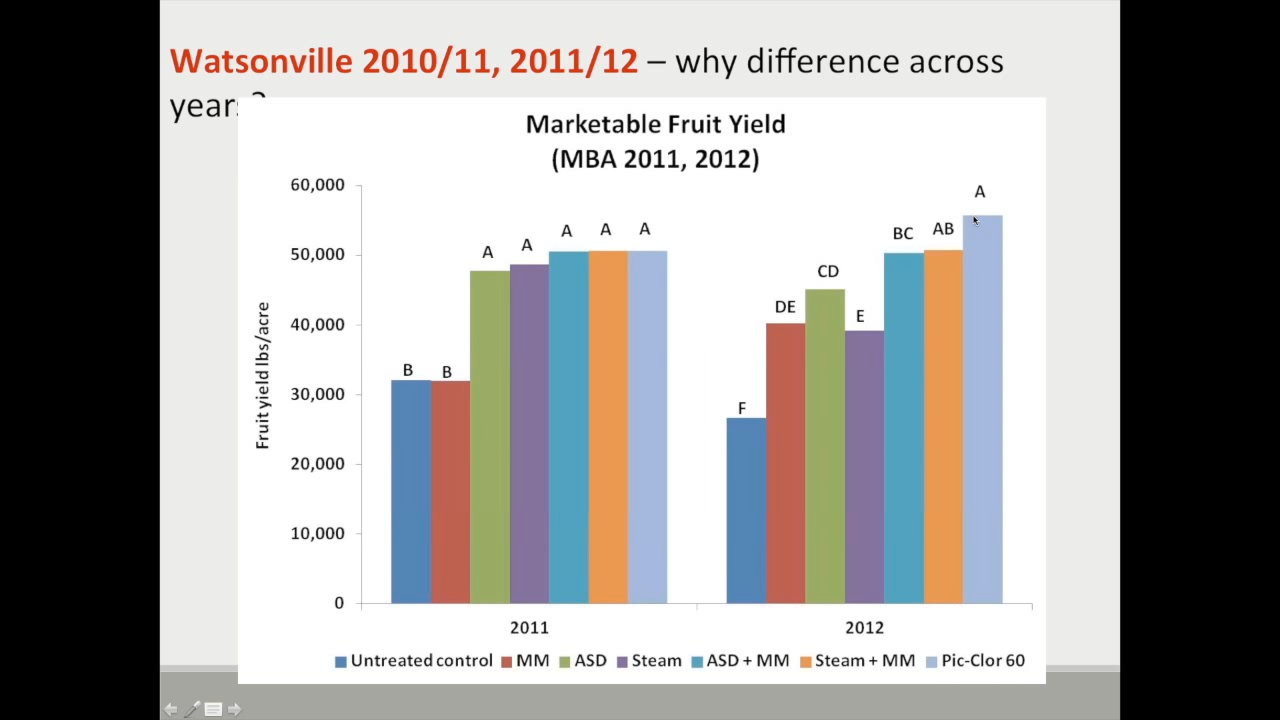 Watsonville 2010/11, 2011/12 – why difference across
years?
Marketable Fruit Yield
(MBA 2011, 2012)
Fruit yield lbs/acre
60,000
50,000
40,000
30,000
20,000
10,000
0
B B A A A A A
F DE CD E BC AB A
2011 2012
Untreated control MM ASD Steam ASD + MM Steam + MM Pic-Clor 60